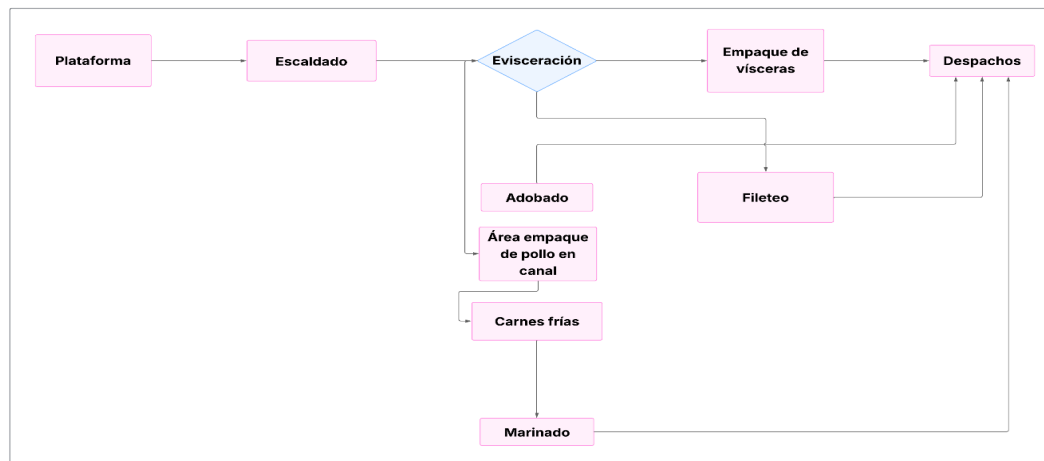 Plataforma
Escaldado
Evisceración
Empaque de
vísceras
Despachos
Adobado
Fileteo
Área empaque
de pollo en
canal
Carnes frías
Marinado